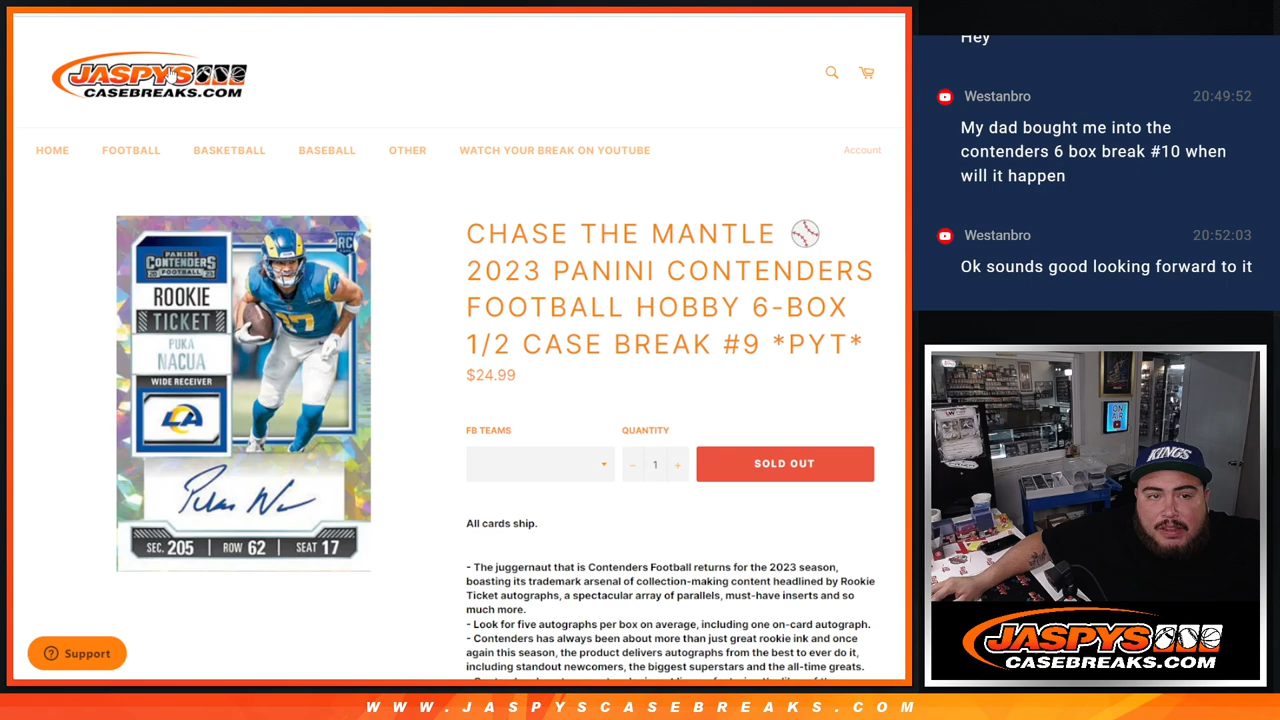 JASPYS
CASEBREAKS.COM
HOME
FOOTBALL
BASKETBALL
BASEBALL
OTHER
WATCH YOUR BREAK ON YOUTUBE
Account
PANINI
CONTENDERS
FOOTBALL
ROOKIE
TICKET
PUKA
NACUA
WIDE RECEIVER
LA
RC
17
SEC. 205 | ROW 62 | SEAT 17
CHASE THE MANTLE ⚾
2023 PANINI CONTENDERS
FOOTBALL HOBBY 6-BOX
1/2 CASE BREAK #9 *PYT*
$24.99
FB TEAMS
QUANTITY
− 1 +
SOLD OUT
All cards ship.
- The juggernaut that is Contenders Football returns for the 2023 season,
boasting its trademark arsenal of collection-making content headlined by Rookie
Ticket autographs, a spectacular array of parallels, must-have inserts and so
much more.
- Look for five autographs per box on average, including one on-card autograph.
- Contenders has always been about more than just great rookie ink and once
again this season, the product delivers autographs from the best to ever do it,
including standout newcomers, the biggest superstars and the all-time greats.
Support
Hey
Westanbro 20:49:52
My dad bought me into the
contenders 6 box break #10 when
will it happen
Westanbro 20:52:03
Ok sounds good looking forward to it
ON
AIR
KINGS
JASPYS
CASEBREAKS.COM
WWW.JASPYSCASEBREAKS.COM